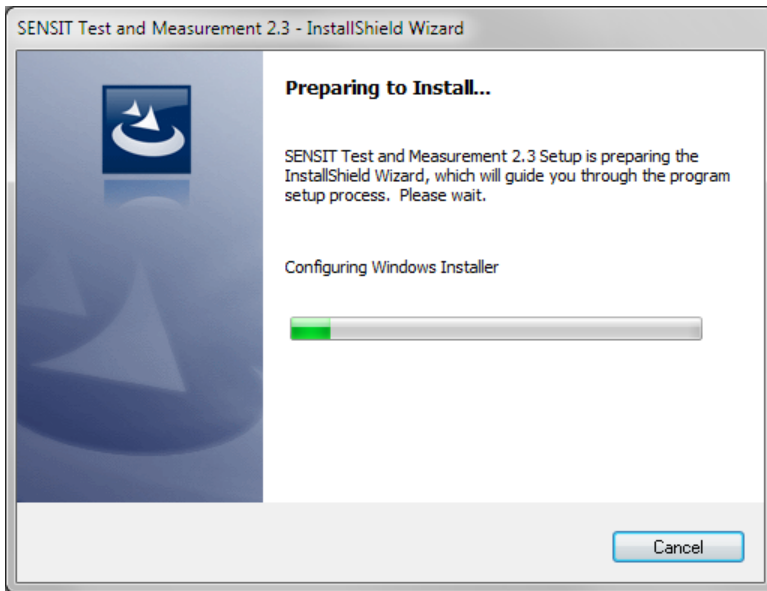 SENSIT Test and Measurement 2.3 - InstallShield Wizard
Preparing to Install...
SENSIT Test and Measurement 2.3 Setup is preparing the
InstallShield Wizard, which will guide you through the program
setup process.  Please wait.
Configuring Windows Installer
Cancel